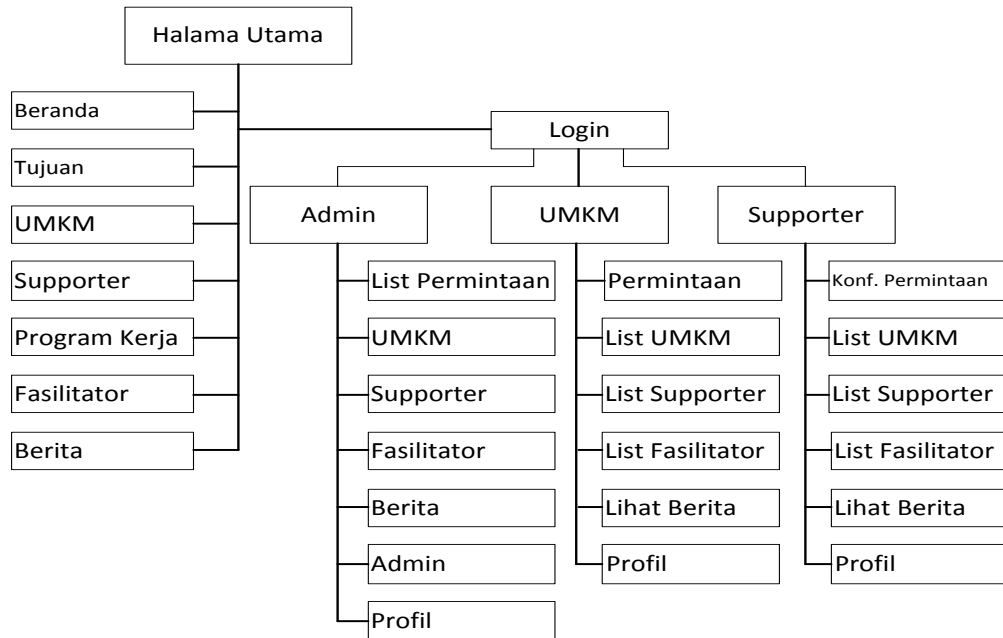 Halama Utama
Beranda
Tujuan
UMKM
Supporter
Program Kerja
Fasilitator
Berita
Login
Admin
List Permintaan
UMKM
Supporter
Fasilitator
Berita
Admin
Profil
UMKM
Permintaan
List UMKM
List Supporter
List Fasilitator
Lihat Berita
Profil
Supporter
Konf. Permintaan
List UMKM
List Supporter
List Fasilitator
Lihat Berita
Profil